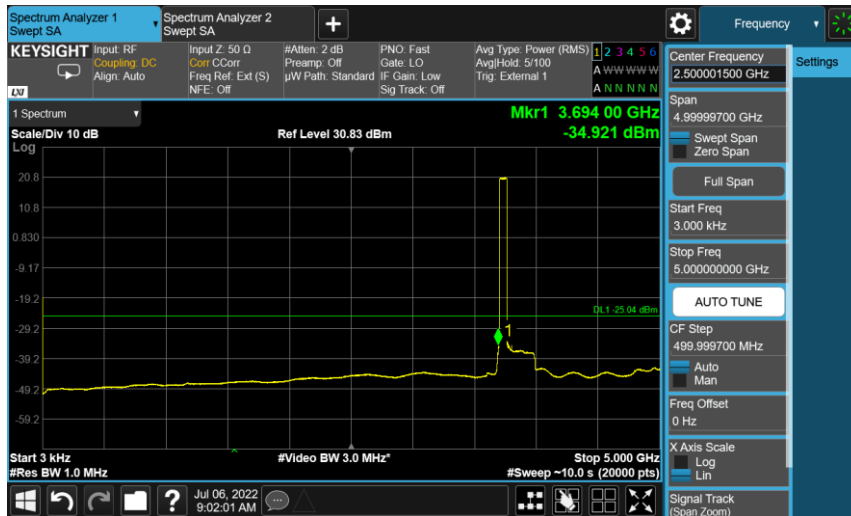 Spectrum Analyzer 1
Swept SA
Spectrum Analyzer 2
Swept SA
Frequency
KEYSIGHT
LXI
Input: RF
Coupling: DC
Align: Auto
Input Z: 50 Ω
Corr CCorr
Freq Ref: Ext (S)
NFE: Off
#Atten: 2 dB
Preamp: Off
µW Path: Standard
PNO: Fast
Gate: LO
IF Gain: Low
Sig Track: Off
Avg Type: Power (RMS)
Avg|Hold: 5/100
Trig: External 1
1 2 3 4 5 6
A W W W W W
A N N N N N
1 Spectrum
Scale/Div 10 dB
Log
Ref Level 30.83 dBm
Mkr1 3.694 00 GHz
-34.921 dBm
20.8
10.8
0.830
-9.17
-19.2
-29.2
-39.2
-49.2
-59.2
DL1 -25.04 dBm
1
Start 3 kHz
#Res BW 1.0 MHz
#Video BW 3.0 MHz*
Stop 5.000 GHz
#Sweep ~10.0 s (20000 pts)
Jul 06, 2022
9:02:01 AM
Center Frequency
2.500001500 GHz
Span
4.99999700 GHz
Swept Span
Zero Span
Full Span
Start Freq
3.000 kHz
Stop Freq
5.000000000 GHz
AUTO TUNE
CF Step
499.999700 MHz
Auto
Man
Freq Offset
0 Hz
X Axis Scale
Log
Lin
Signal Track
(Span Zoom)
Settings